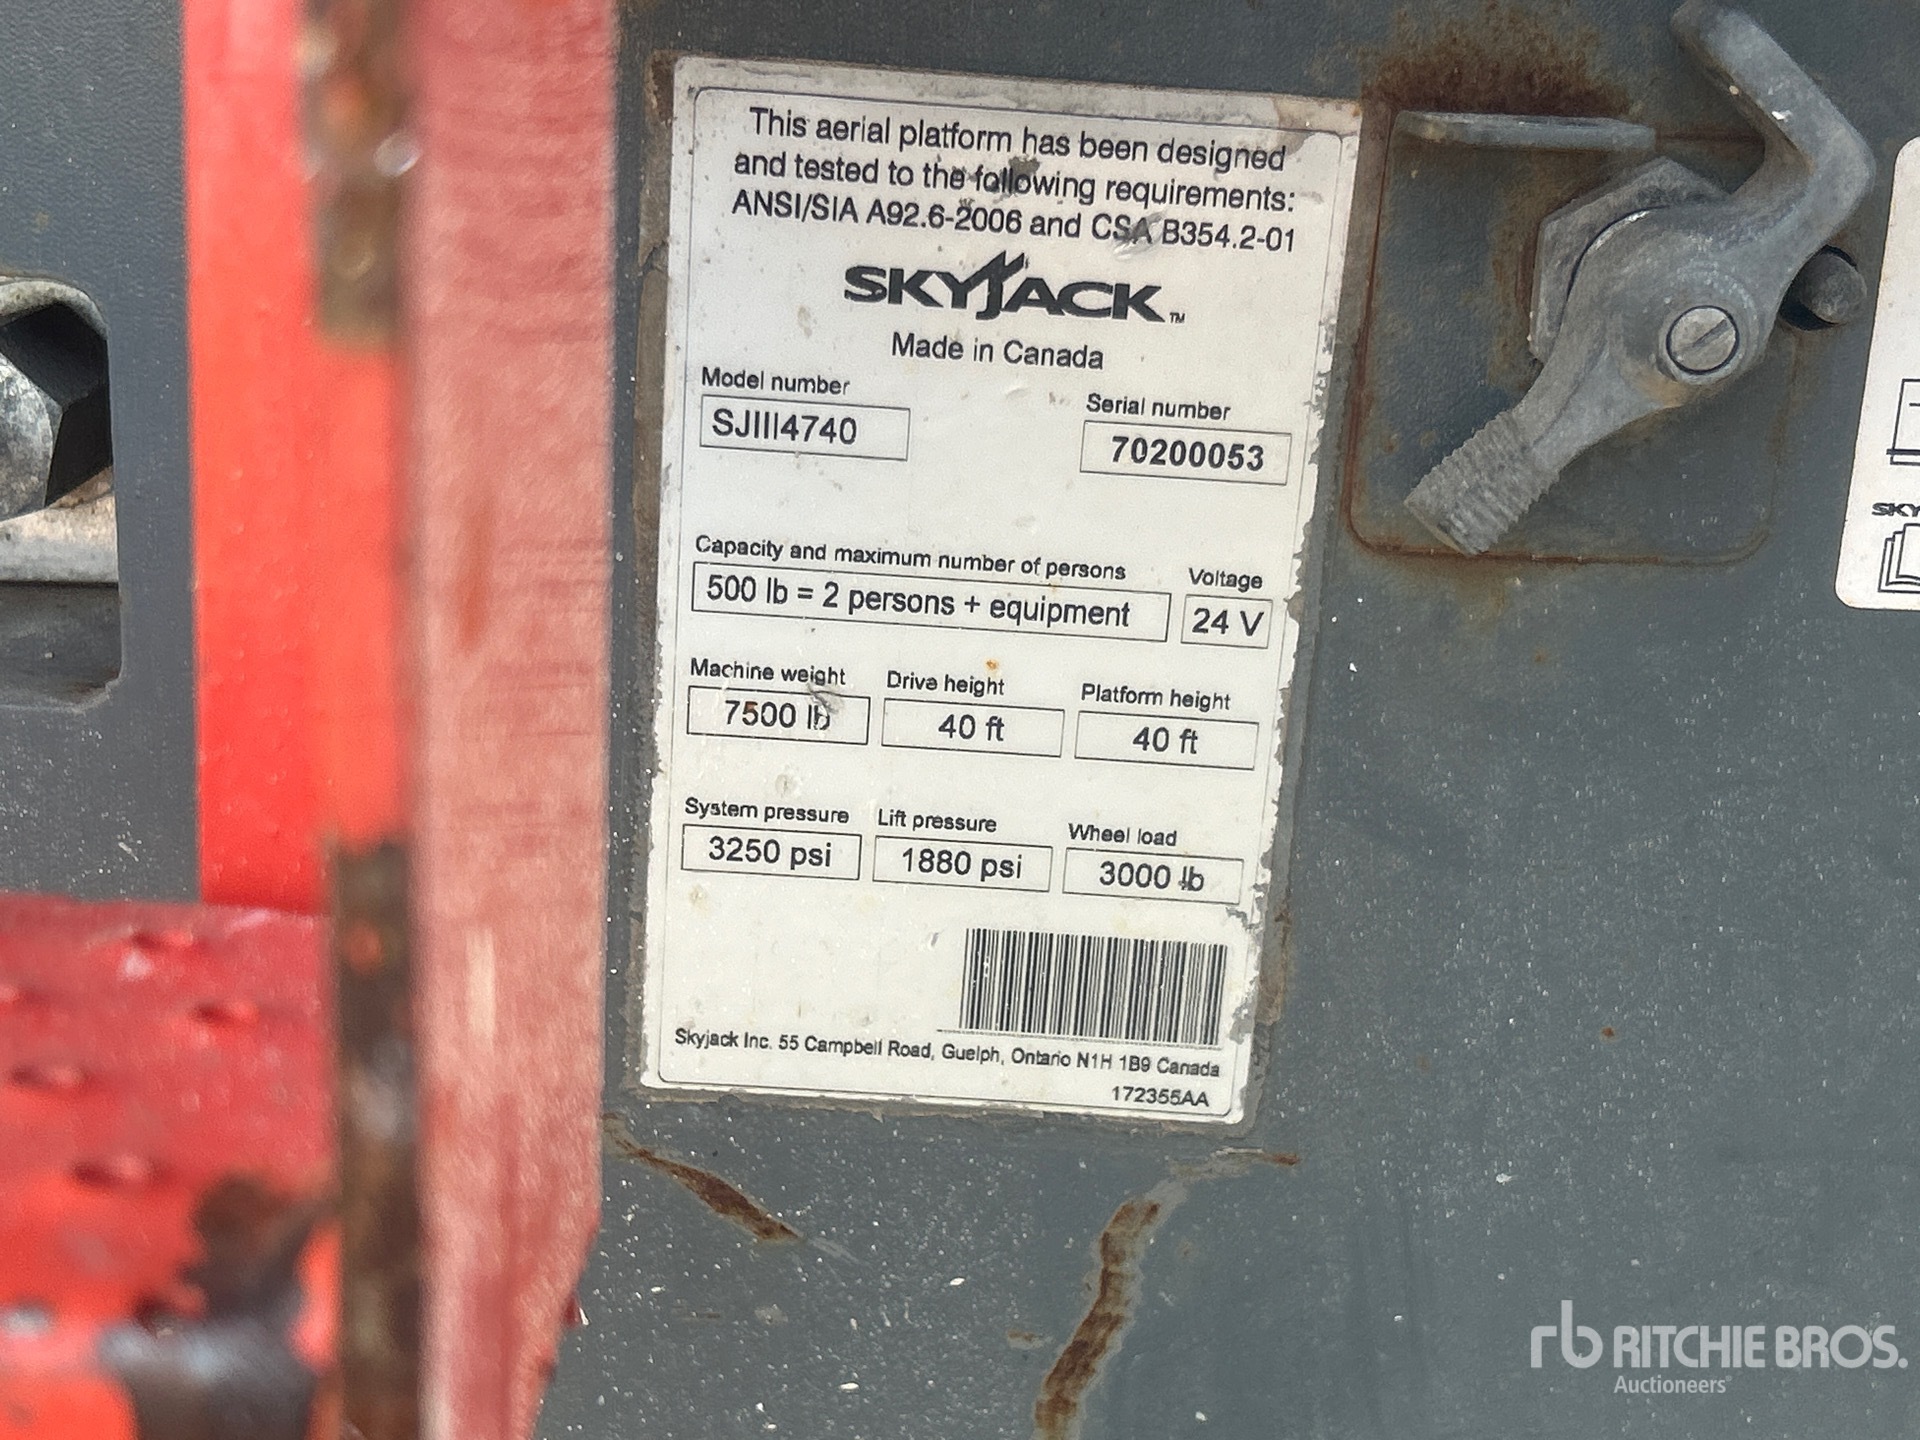 This aerial platform has been designed
and tested to the following requirements:
ANSI/SIA A92.6-2006 and CSA B354.2-01
SKYJACK™
Made in Canada
Model number
SJIII4740
Serial number
70200053
Capacity and maximum number of persons
500 lb = 2 persons + equipment
Voltage
24 V
Machine weight
7500 lb
Drive height
40 ft
Platform height
40 ft
System pressure
3250 psi
Lift pressure
1880 psi
Wheel load
3000 lb
Skyjack Inc. 55 Campbell Road, Guelph, Ontario N1H 1B9 Canada
172355AA
SKY
rb RITCHIE BROS.
Auctioneers